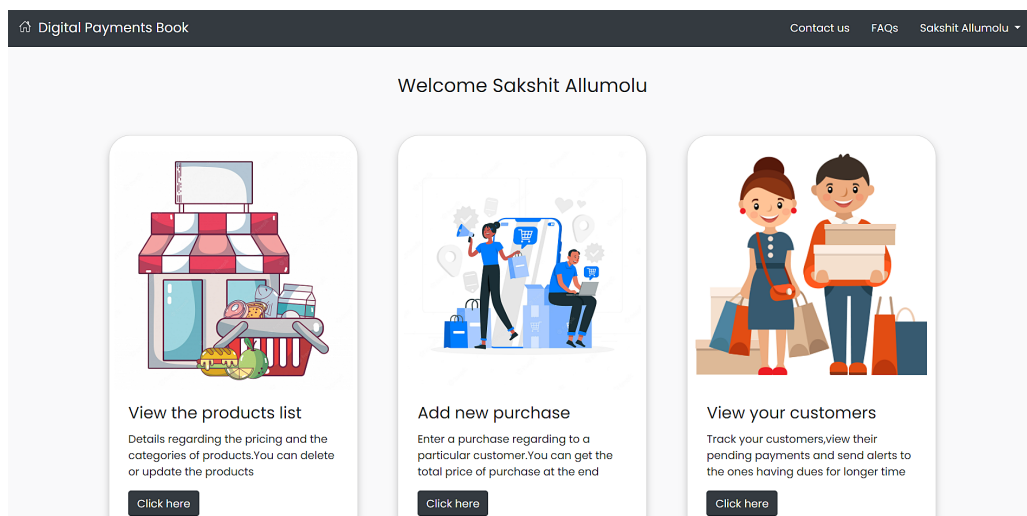 Digital Payments Book
Contact us
FAQs
Sakshit Allumolu
Welcome Sakshit Allumolu
View the products list
Details regarding the pricing and the
categories of products.You can delete
or update the products
Click here
Add new purchase
Enter a purchase regarding to a
particular customer.You can get the
total price of purchase at the end
Click here
View your customers
Track your customers,view their
pending payments and send alerts to
the ones having dues for longer time
Click here